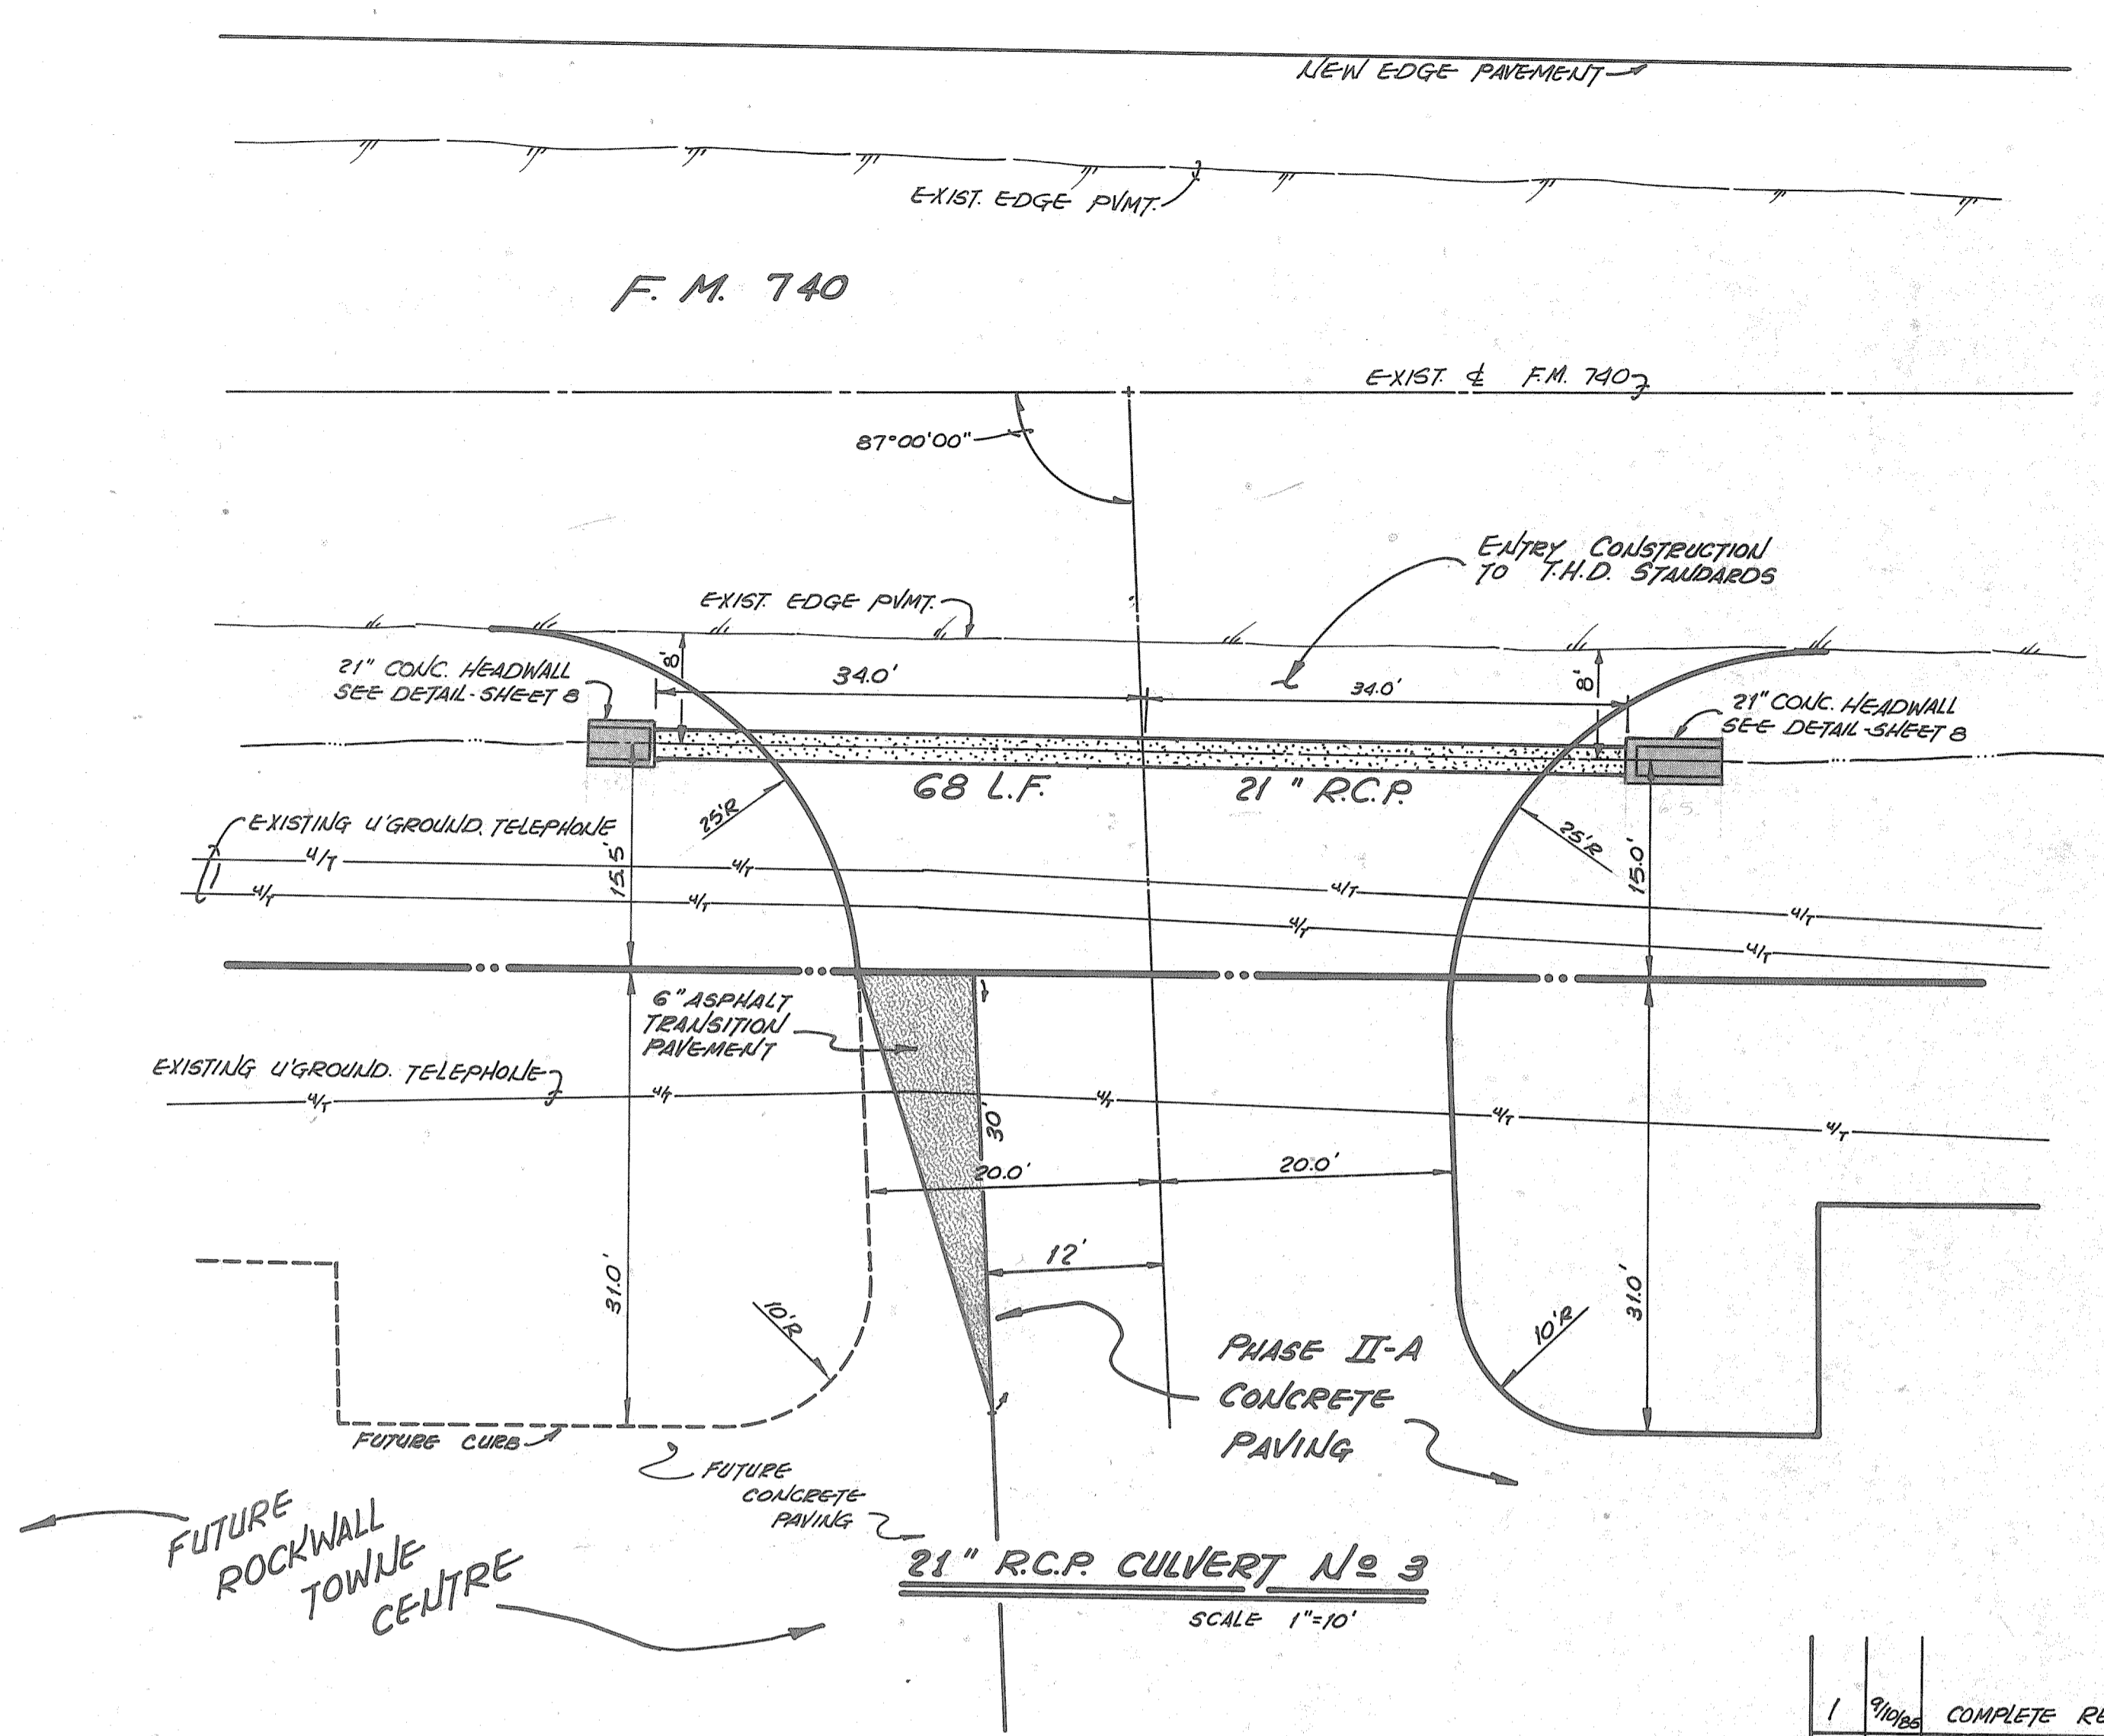 NEW EDGE PAVEMENT
EXIST. EDGE PVMT.
F. M. 740
EXIST. ℄ F.M. 740
87°00'00"
ENTRY CONSTRUCTION
TO T.H.D. STANDARDS
EXIST. EDGE PVMT.
8'
34.0'
34.0'
8'
21" CONC. HEADWALL
SEE DETAIL-SHEET 8
21" CONC. HEADWALL
SEE DETAIL-SHEET 8
68 L.F.
21" R.C.P.
25'R
25'R
EXISTING U'GROUND. TELEPHONE
U/T
U/T
U/T
U/T
U/T
U/T
U/T
U/T
15.5'
15.0'
6" ASPHALT
TRANSITION
PAVEMENT
EXISTING U'GROUND. TELEPHONE
U/T
U/T
U/T
U/T
U/T
30'
20.0'
20.0'
12'
31.0'
31.0'
10'R
10'R
PHASE II-A
CONCRETE
PAVING
FUTURE CURB
FUTURE
CONCRETE
PAVING
FUTURE
ROCKWALL
TOWNE
CENTRE
21" R.C.P. CULVERT Nº 3
SCALE 1"=10'
1
COMPLETE RE